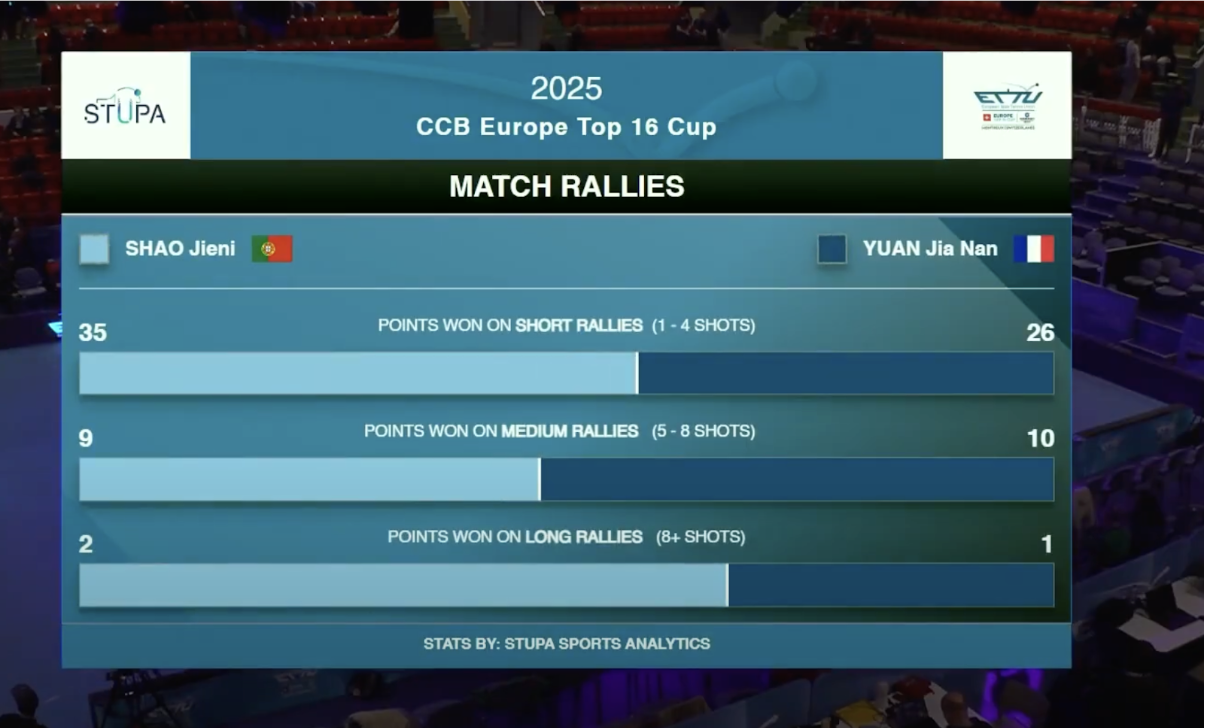 STUPA
2025
CCB Europe Top 16 Cup
ETTU
EUROPE
MATCH RALLIES
SHAO Jieni
YUAN Jia Nan
35
POINTS WON ON SHORT RALLIES (1 - 4 SHOTS)
26
9
POINTS WON ON MEDIUM RALLIES (5 - 8 SHOTS)
10
2
POINTS WON ON LONG RALLIES (8+ SHOTS)
1
STATS BY: STUPA SPORTS ANALYTICS